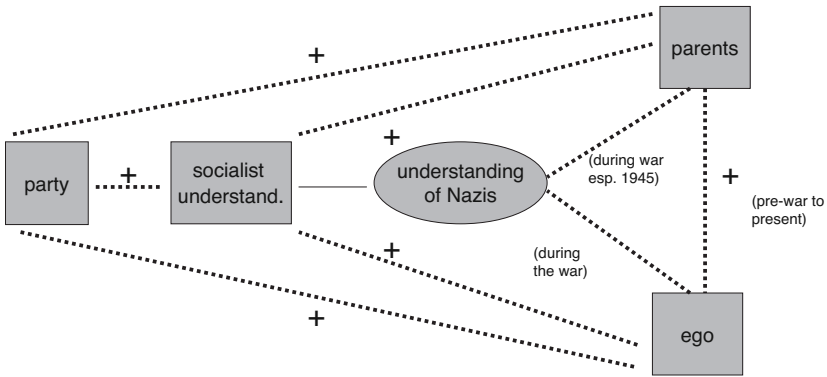 parents
+
+
party
+
socialist
understand.
understanding
of Nazis
(during war
esp. 1945)
+
(pre-war to
present)
+
(during
the war)
+
ego